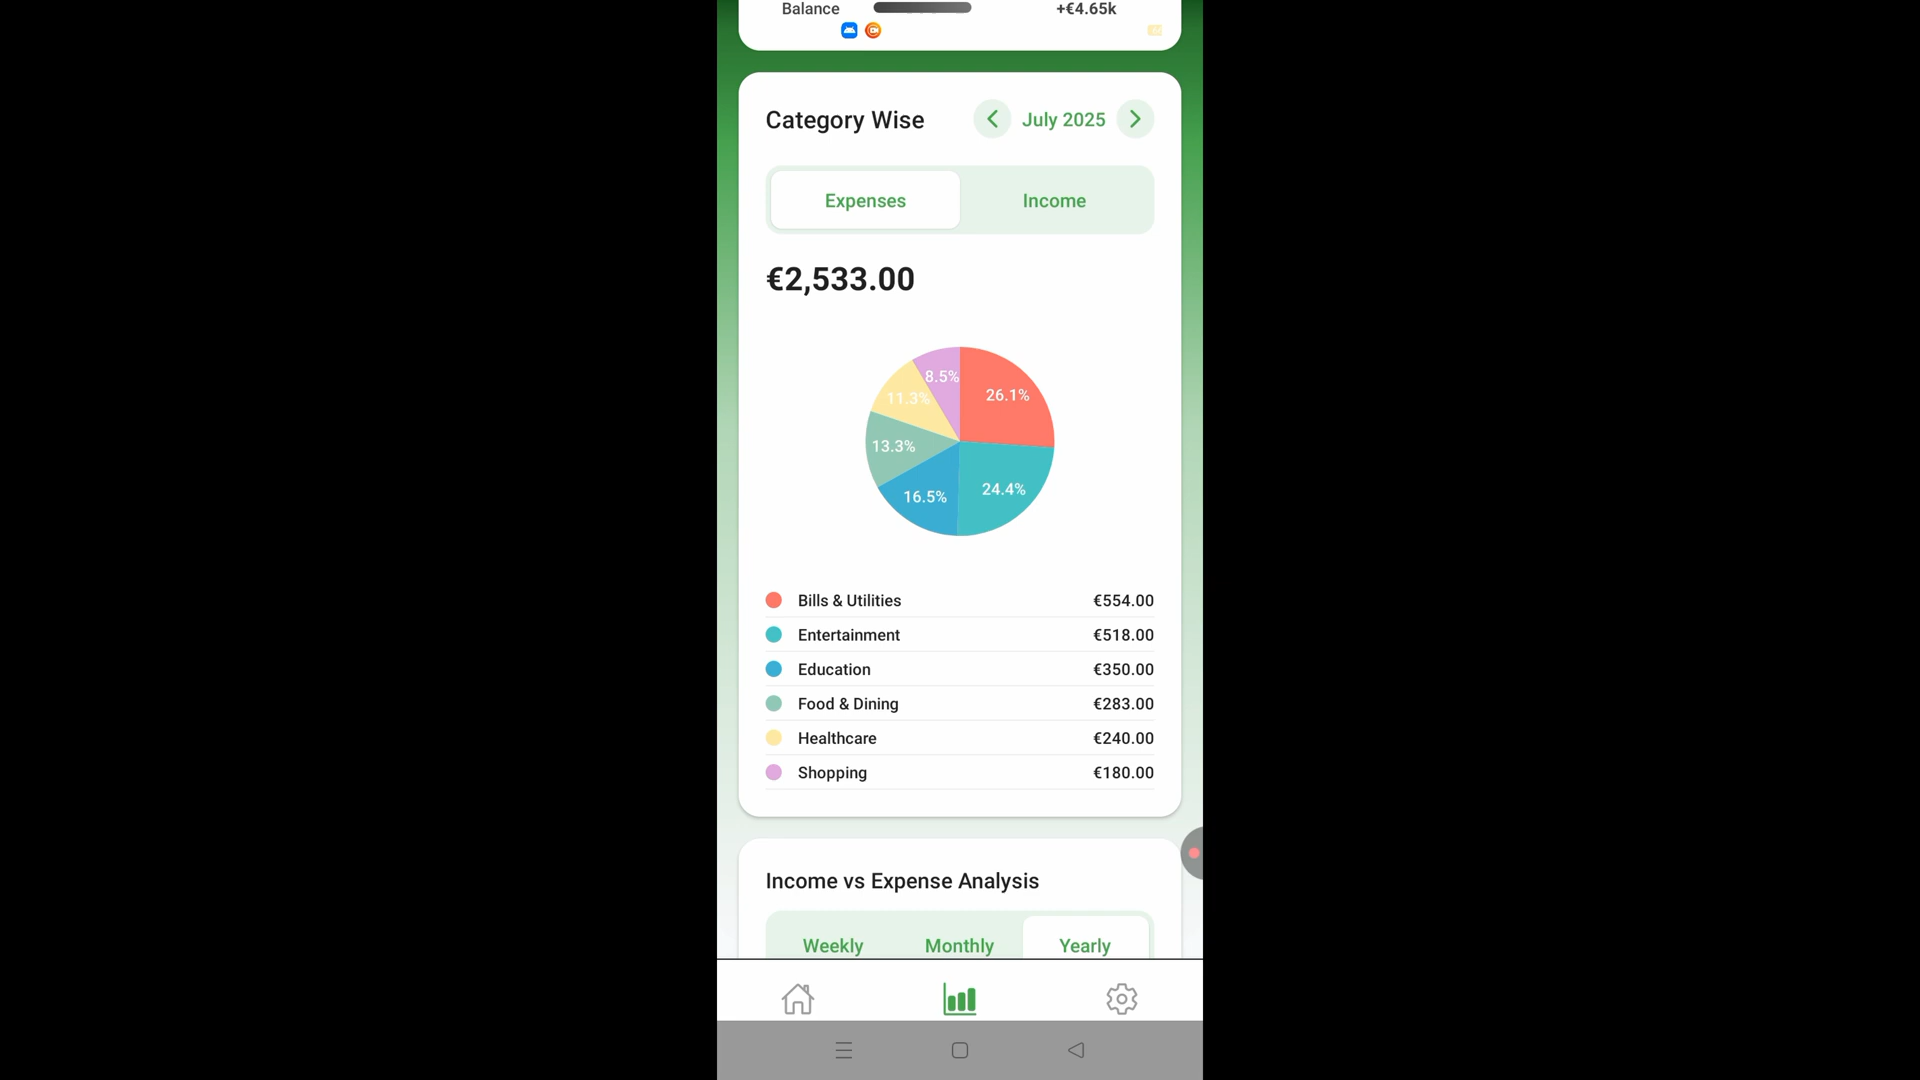 Balance +€4.65k
Category Wise
July 2025
Expenses Income
€2,533.00
8.5%
26.1%
11.3%
13.3%
24.4%
16.5%
Bills & Utilities €554.00
Entertainment €518.00
Education €350.00
Food & Dining €283.00
Healthcare €240.00
Shopping €180.00
Income vs Expense Analysis
Weekly Monthly Yearly